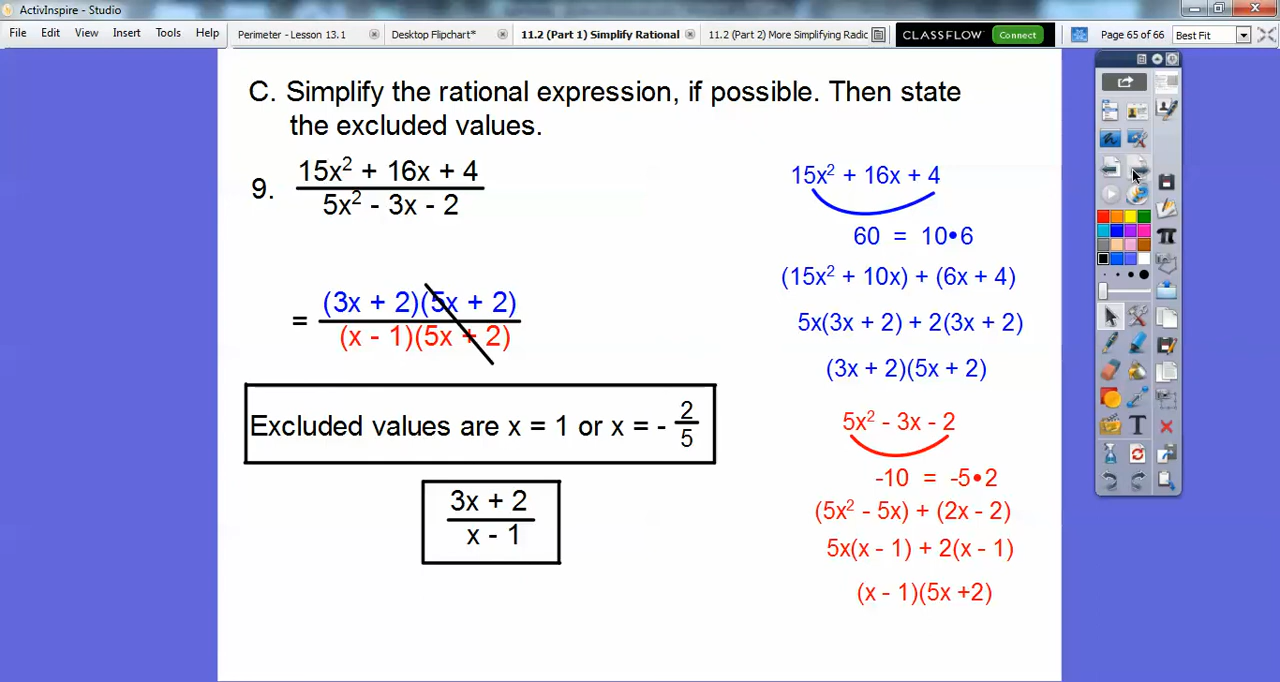 ActivInspire - Studio
File Edit View Insert Tools Help
Perimeter - Lesson 13.1
Desktop Flipchart*
11.2 (Part 1) Simplify Rational
11.2 (Part 2) More Simplifying Radic
CLASSFLOW Connect
Page 65 of 66
Best Fit
C. Simplify the rational expression, if possible. Then state
the excluded values.
9. 15x² + 16x + 4
5x² - 3x - 2
= (3x + 2)(5x + 2)
(x - 1)(5x + 2)
Excluded values are x = 1 or x = - 2/5
3x + 2
x - 1
15x² + 16x + 4
60 = 10•6
(15x² + 10x) + (6x + 4)
5x(3x + 2) + 2(3x + 2)
(3x + 2)(5x + 2)
5x² - 3x - 2
-10 = -5•2
(5x² - 5x) + (2x - 2)
5x(x - 1) + 2(x - 1)
(x - 1)(5x +2)